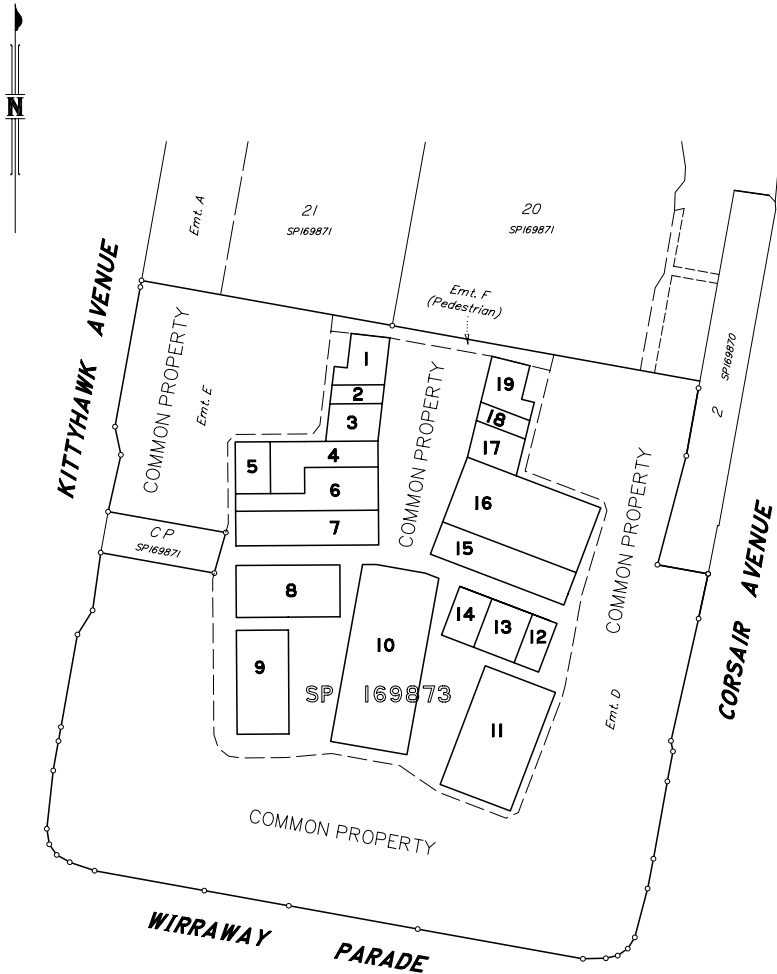 N
Emt. A
21
SP169871
20
SP169871
Emt. F
(Pedestrian)
KITTYHAWK AVENUE
COMMON PROPERTY
Emt. E
1
2
3
4
5
6
7
COMMON PROPERTY
19
18
17
16
15
COMMON PROPERTY
2
SP169870
CORSAIR AVENUE
CP
SP169871
8
9
10
14
13
12
11
SP 169873
Emt. D
COMMON PROPERTY
WIRRAWAY PARADE